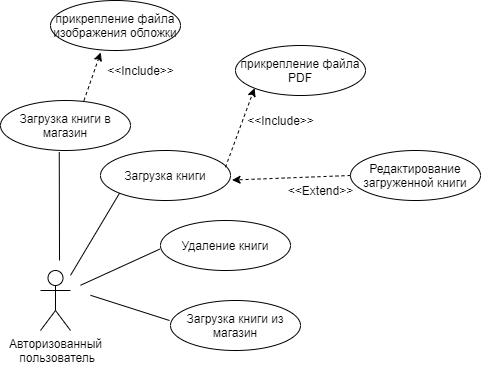 прикрепление файла
изображения обложки
<<Include>>
прикрепление файла
PDF
Загрузка книги в
магазин
<<Include>>
Загрузка книги
Редактирование
загруженной книги
<<Extend>>
Удаление книги
Загрузка книги из
магазин
Авторизованный
пользователь